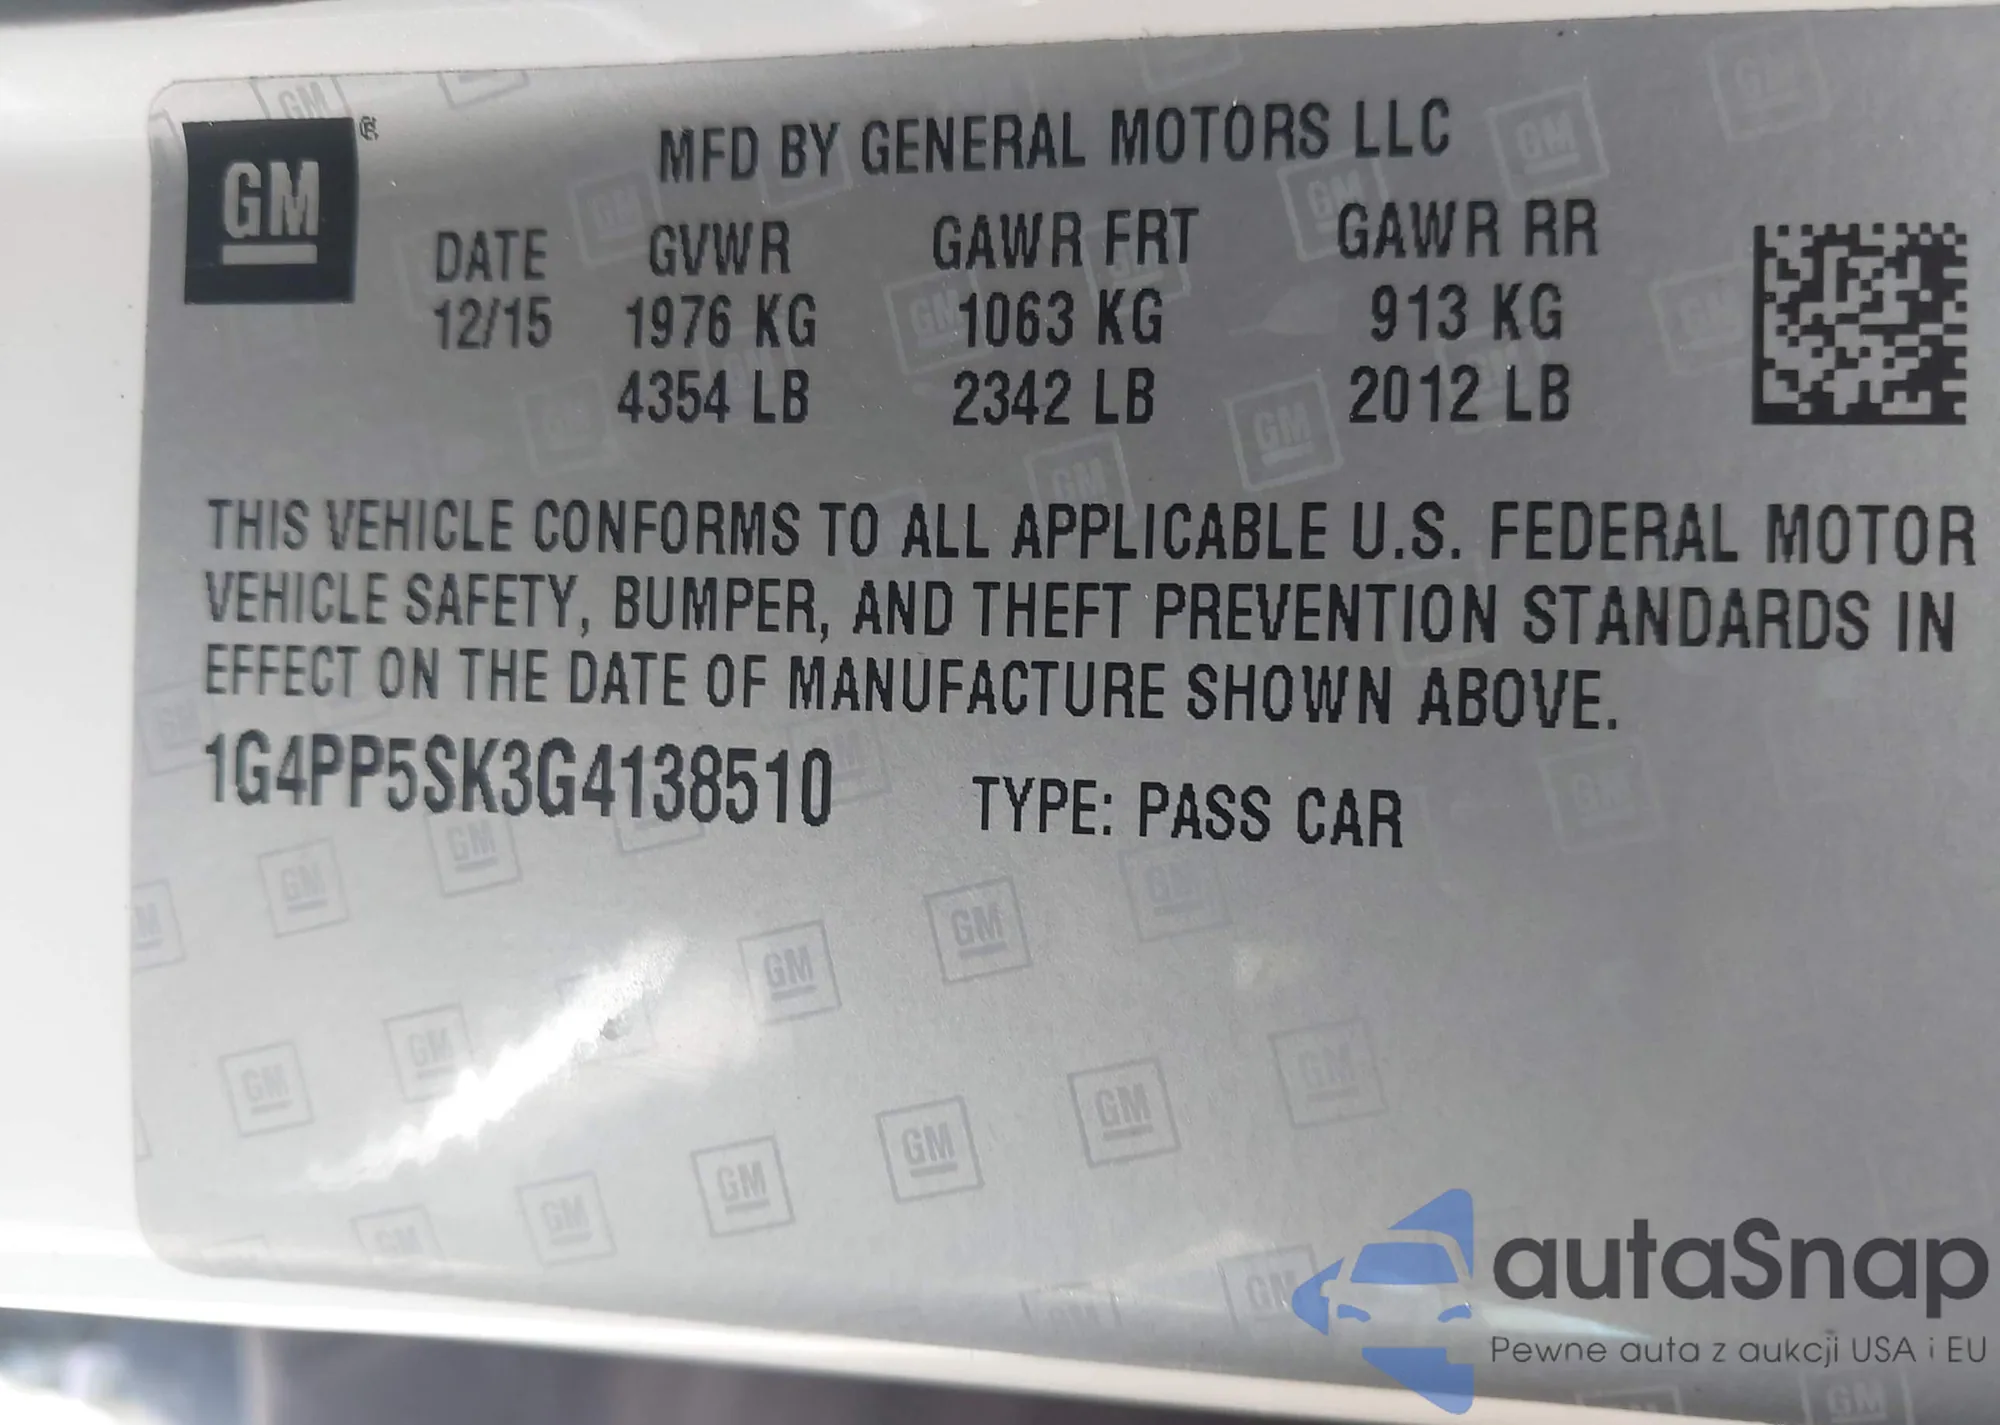 GM ®
MFD BY GENERAL MOTORS LLC
DATE GVWR GAWR FRT GAWR RR
12/15 1976 KG 1063 KG 913 KG
4354 LB 2342 LB 2012 LB
THIS VEHICLE CONFORMS TO ALL APPLICABLE U.S. FEDERAL MOTOR
VEHICLE SAFETY, BUMPER, AND THEFT PREVENTION STANDARDS IN
EFFECT ON THE DATE OF MANUFACTURE SHOWN ABOVE.
1G4PP5SK3G4138510 TYPE: PASS CAR
autaSnap
Pewne auta z aukcji USA i EU